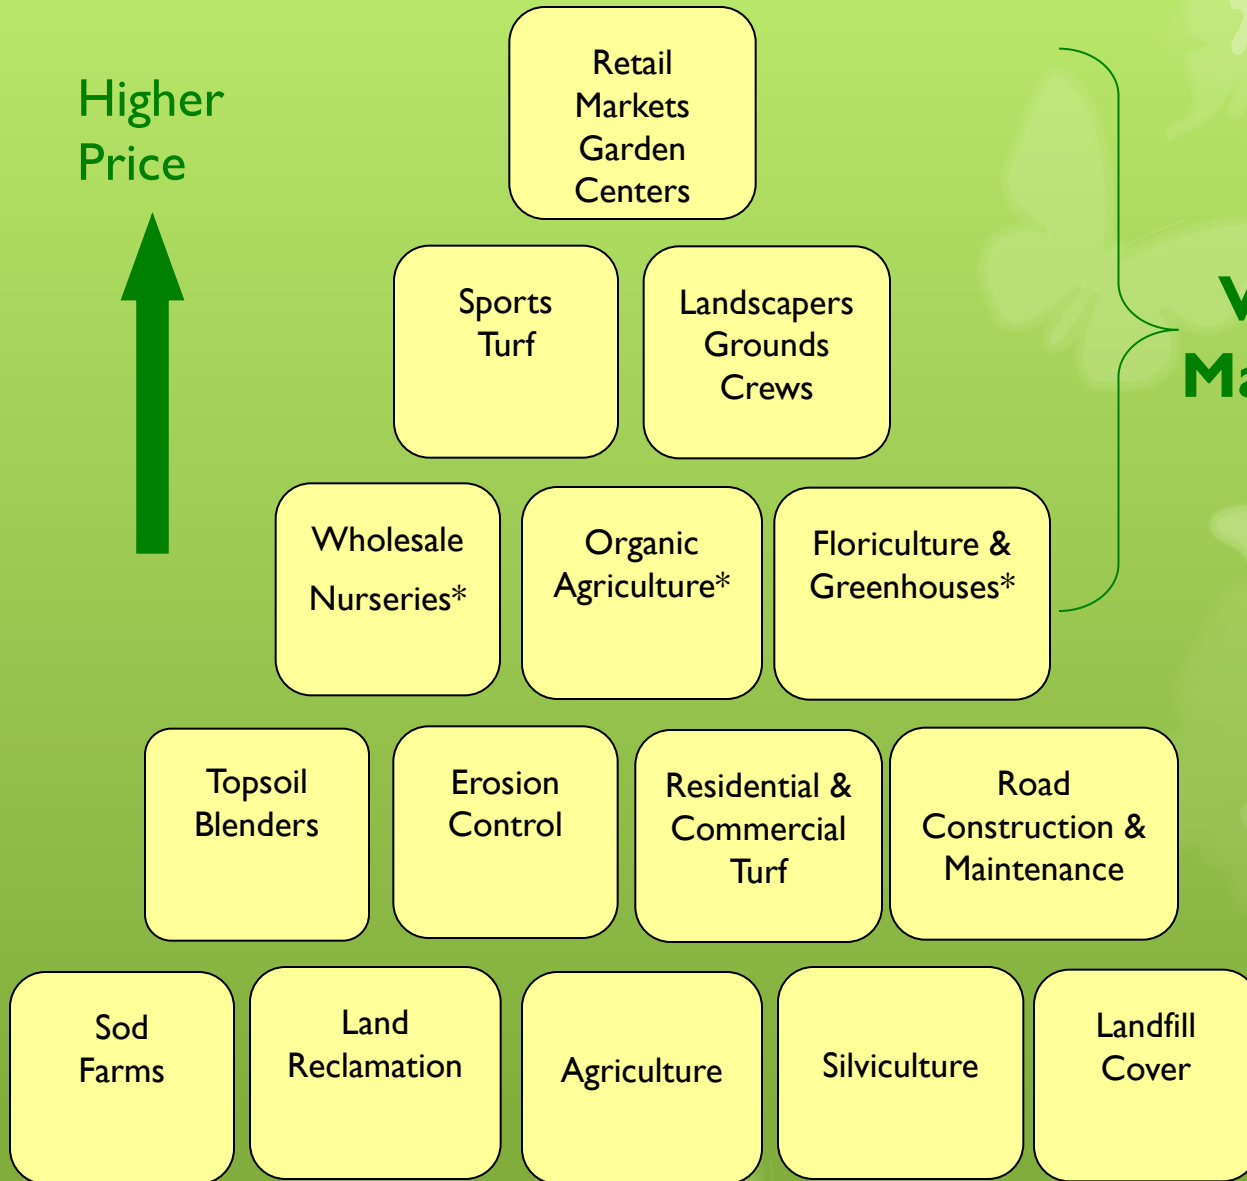 Higher
Price
Retail
Markets
Garden
Centers
Sports
Turf
Landscapers
Grounds
Crews
Wholesale
Nurseries*
Organic
Agriculture*
Floriculture &
Greenhouses*
Topsoil
Blenders
Erosion
Control
Residential &
Commercial
Turf
Road
Construction &
Maintenance
Sod
Farms
Land
Reclamation
Agriculture
Silviculture
Landfill
Cover